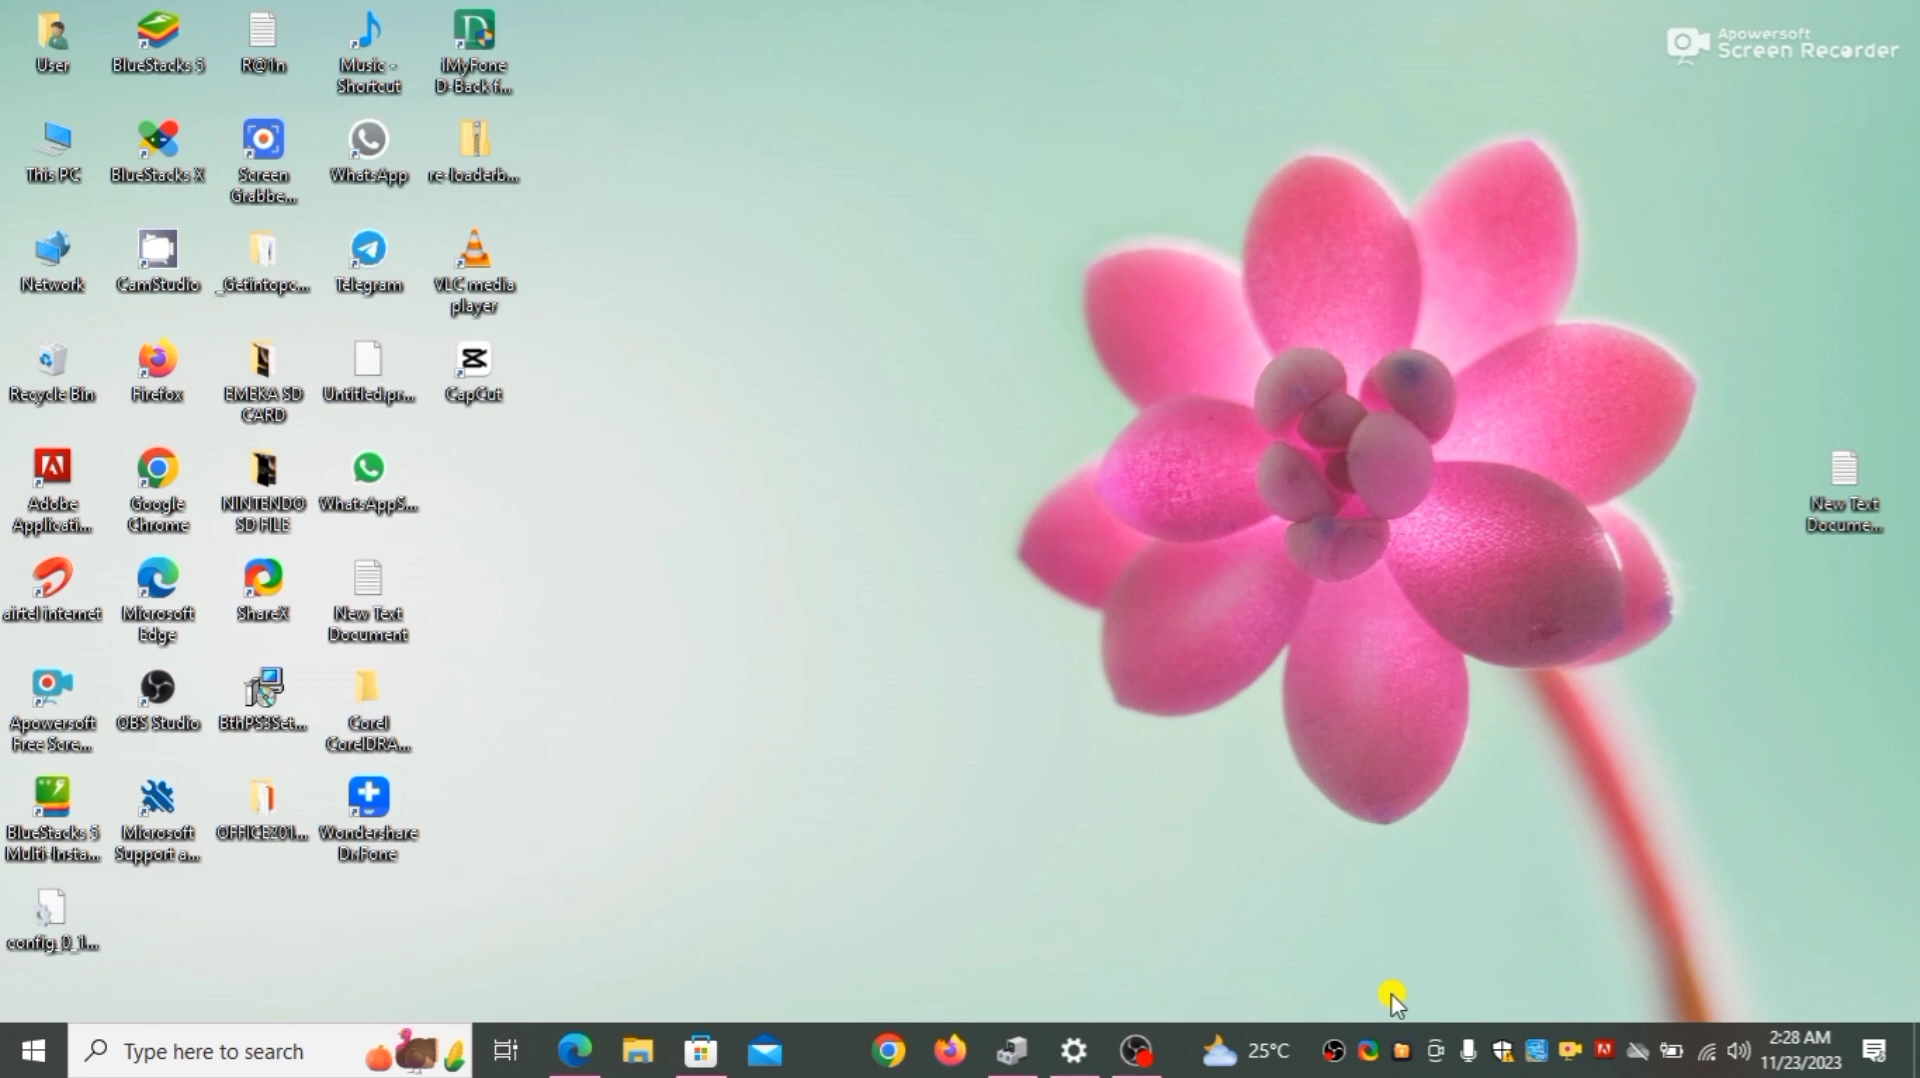 Apowersoft
Screen Recorder
User
BlueStacks 5
R@1n
Music -
Shortcut
iMyFone
D-Back f...
This PC
BlueStacks X
Screen
Grabbe...
WhatsApp
re-loaderb...
Network
CamStudio
_Getintopc...
Telegram
VLC media
player
Recycle Bin
Firefox
EMEKA SD
CARD
Untitled.pr...
CapCut
Adobe
Applicati...
Google
Chrome
NINTENDO
SD FILE
WhatsAppS...
New Text
Docume...
airtel internet
Microsoft
Edge
ShareX
New Text
Document
Apowersoft
Free Scre...
OBS Studio
BthPS3Set...
Corel
CorelDRA...
BlueStacks 5
Multi-Insta...
Microsoft
Support a...
OFFICE201...
Wondershare
Dr.Fone
config_0_1...
Type here to search
25°C
2:28 AM
11/23/2023